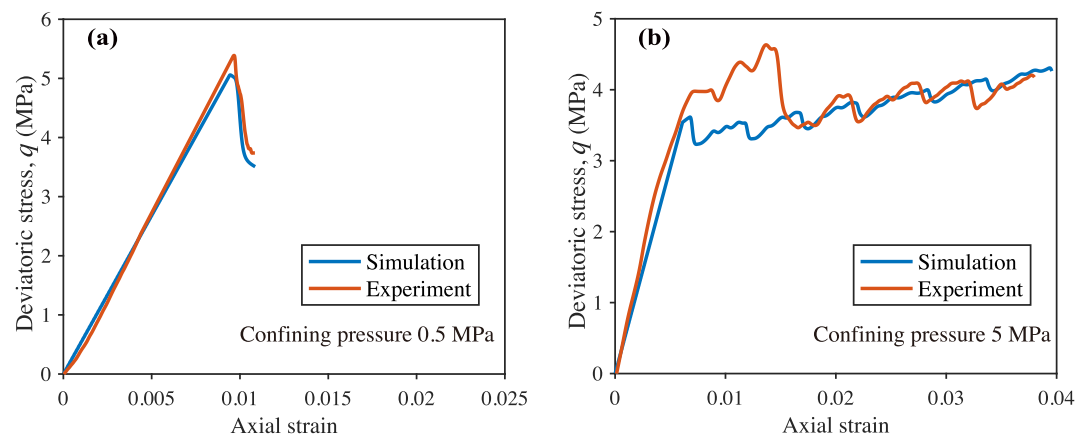 (a)
6
5
4
3
2
1
0
Deviatoric stress, q (MPa)
Simulation
Experiment
Confining pressure 0.5 MPa
0 0.005 0.01 0.015 0.02 0.025
Axial strain
(b)
5
4
3
2
1
0
Deviatoric stress, q (MPa)
Simulation
Experiment
Confining pressure 5 MPa
0 0.01 0.02 0.03 0.04
Axial strain